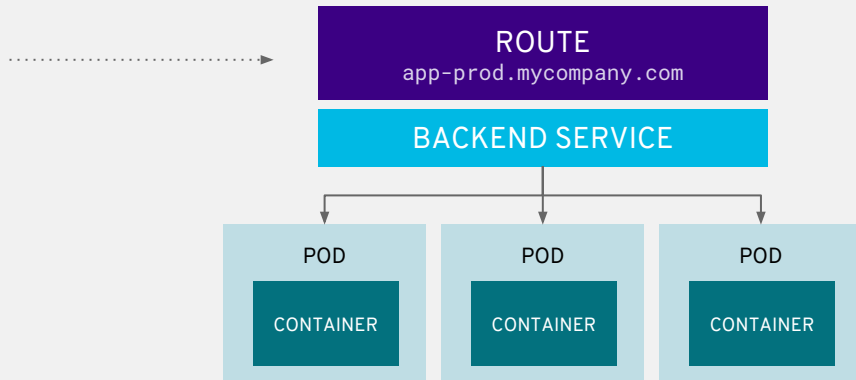 ROUTE
app-prod.mycompany.com
BACKEND SERVICE
POD
POD
POD
CONTAINER
CONTAINER
CONTAINER